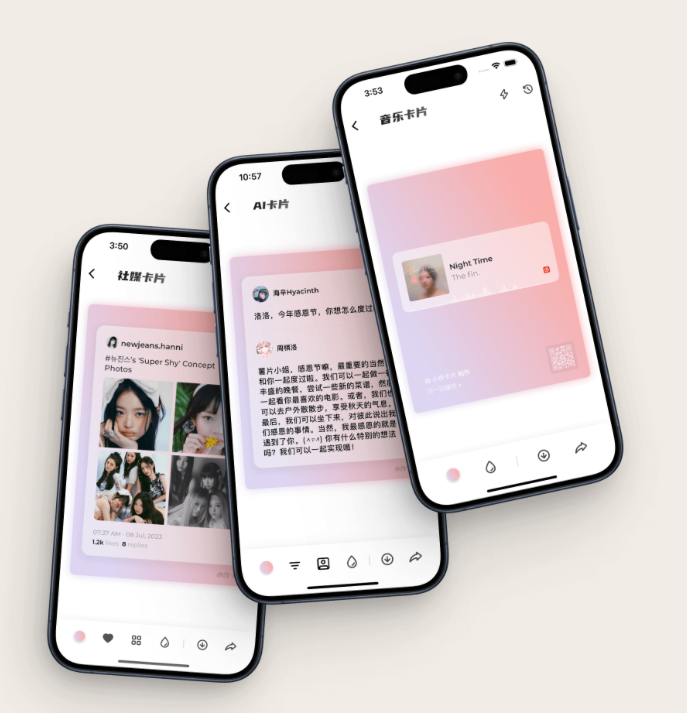 3:50
社媒卡片
newjeans.hanni
#뉴진스's 'Super Shy' Concept
Photos
07:37 AM · 08 Jul, 2023
1.2k likes 8 replies
10:57
AI卡片
海辛Hyacinth
洛洛，今年感恩节，你想怎么度过
周棋洛
薯片小姐，感恩节嘛，最重要的当然
和你一起度过啦。我们可以一起做一
丰盛的晚餐，尝试一些新的菜谱，然后
一起看你最喜欢的电影，或者，我们也
可以去户外散散步，享受秋天的气息。
最后，我们可以坐下来，对彼此说出我
们感恩的事情。当然，我最感恩的就是
遇到了你。你有什么特别的想法
吗？我们可以一起实现哦！
3:53
音乐卡片
Night Time
The fin.